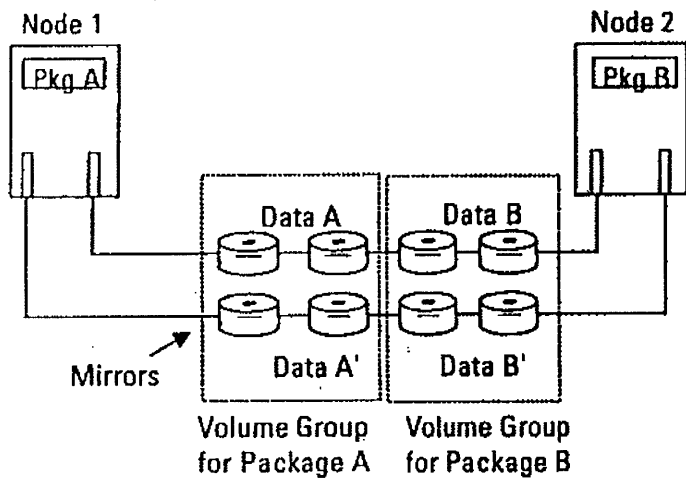 Node 1
Node 2
Pkg A
Pkg B
Data A
Data B
Mirrors
Data A'
Data B'
Volume Group
for Package A
Volume Group
for Package B